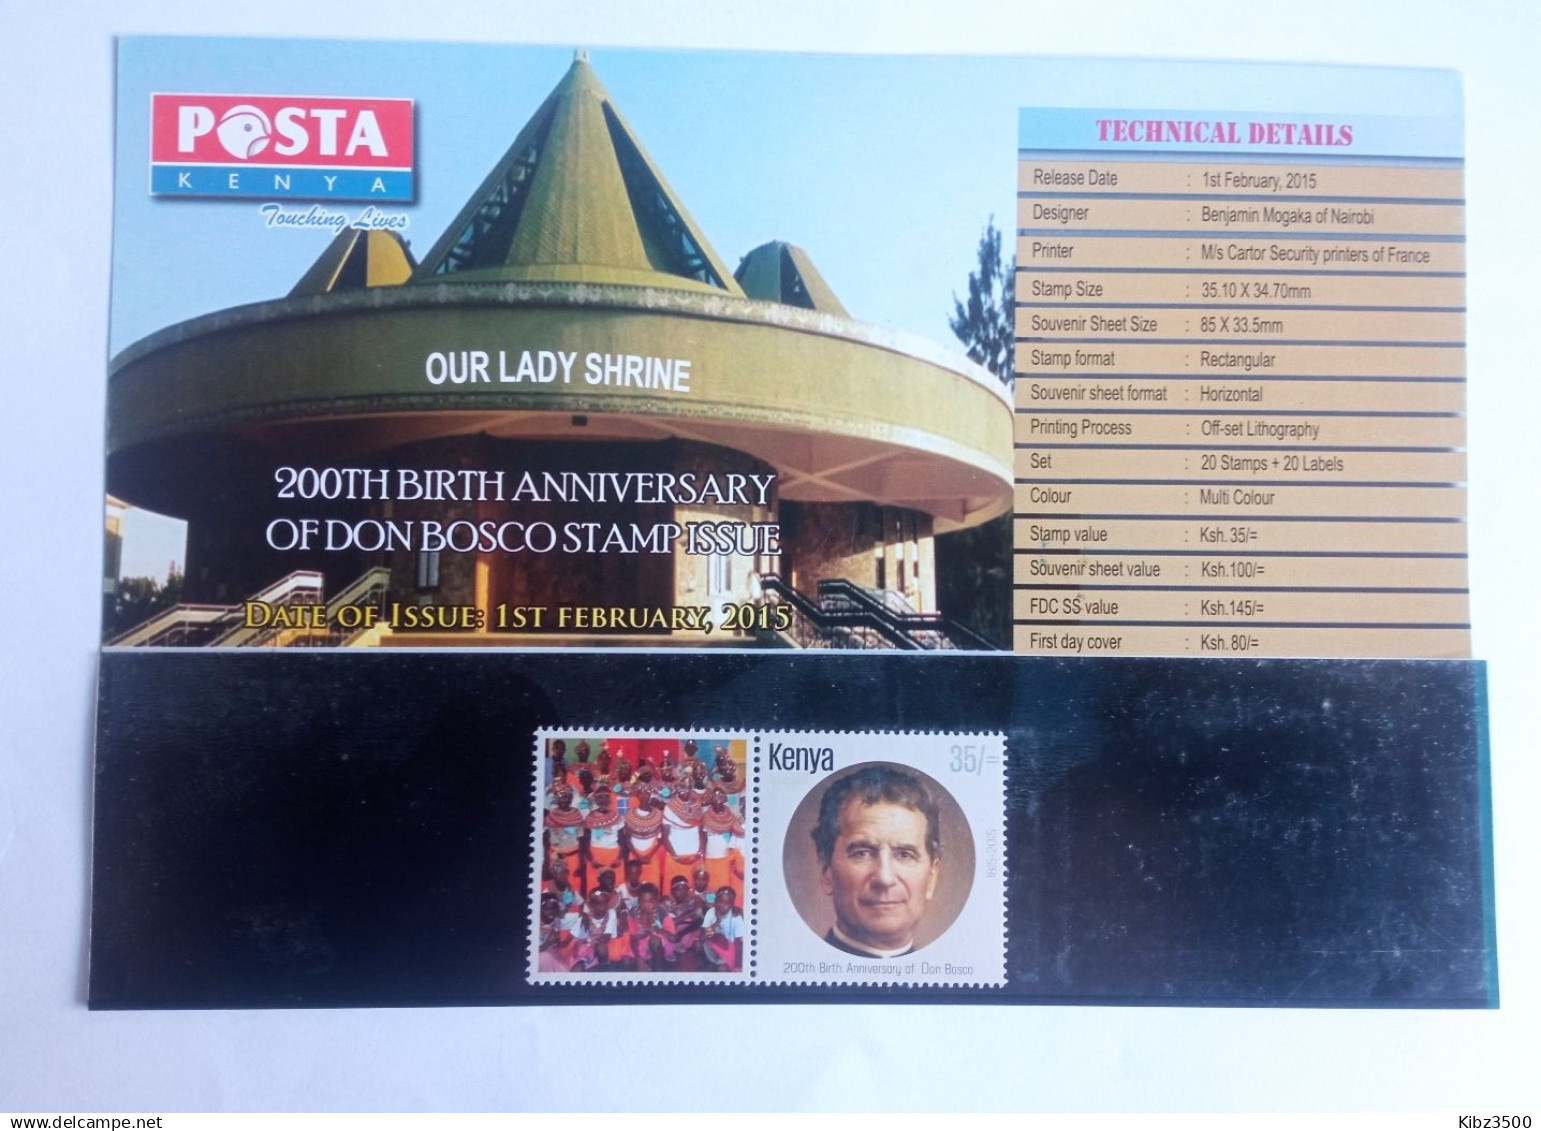 POSTA
KENYA
Touching Lives
OUR LADY SHRINE
200TH BIRTH ANNIVERSARY
OF DON BOSCO STAMP ISSUE
DATE OF ISSUE: 1ST FEBRUARY, 2015
TECHNICAL DETAILS
Release Date : 1st February, 2015
Designer : Benjamin Mogaka of Nairobi
Printer : M/s Cartor Security printers of France
Stamp Size : 35.10 X 34.70mm
Souvenir Sheet Size : 85 X 33.5mm
Stamp format : Rectangular
Souvenir sheet format : Horizontal
Printing Process : Off-set Lithography
Set : 20 Stamps + 20 Labels
Colour : Multi Colour
Stamp value : Ksh. 35/=
Souvenir sheet value : Ksh.100/=
FDC SS value : Ksh.145/=
First day cover : Ksh. 80/=
Kenya 35/=
1815-2015
200th Birth Anniversary of Don Bosco
delcampe.net
Kibz3500